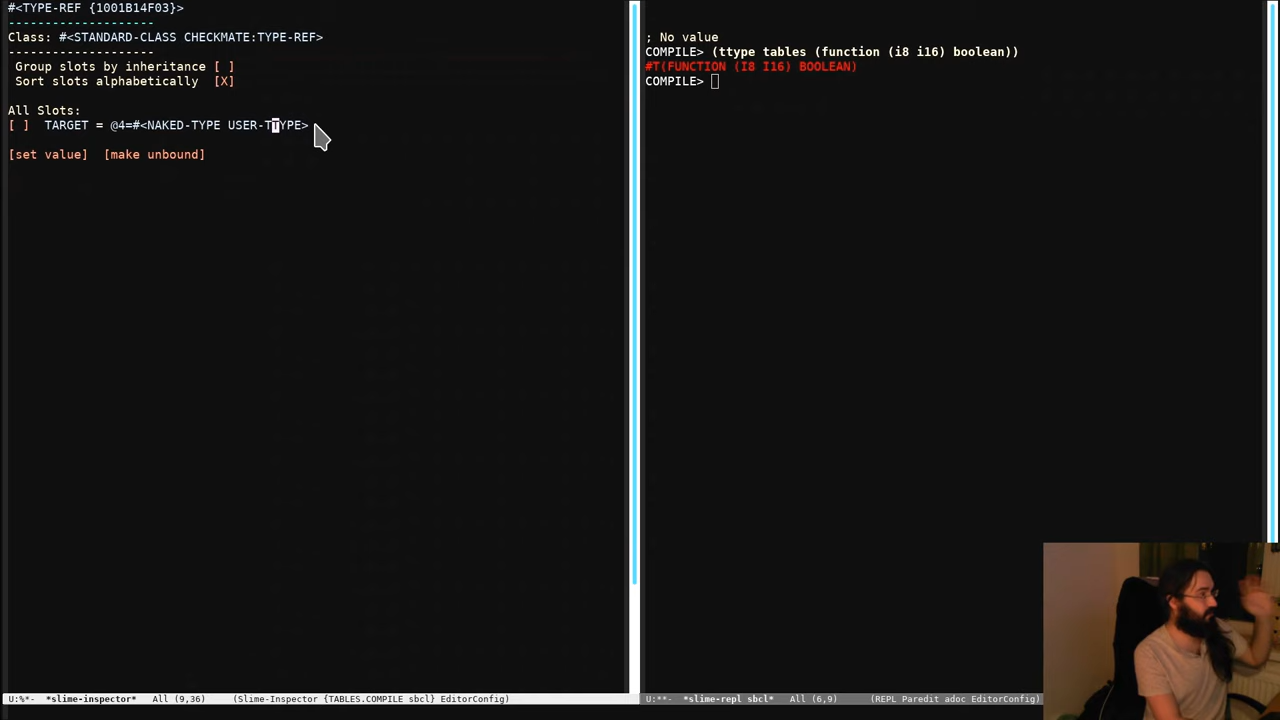 #<TYPE-REF {1001B14F03}>
--------------------
Class: #<STANDARD-CLASS CHECKMATE:TYPE-REF>
--------------------
Group slots by inheritance [ ]
Sort slots alphabetically  [X]
All Slots:
[ ]  TARGET = @4=#<NAKED-TYPE USER-TTYPE>
[set value]  [make unbound]
U:%*-  *slime-inspector*   All (9,36)    (Slime-Inspector {TABLES.COMPILE sbcl} EditorConfig)
; No value
COMPILE> (ttype tables (function (i8 i16) boolean))
#T(FUNCTION (I8 I16) BOOLEAN)
COMPILE>
U:**-  *slime-repl sbcl*   All (6,9)    (REPL Paredit adoc EditorConfig)